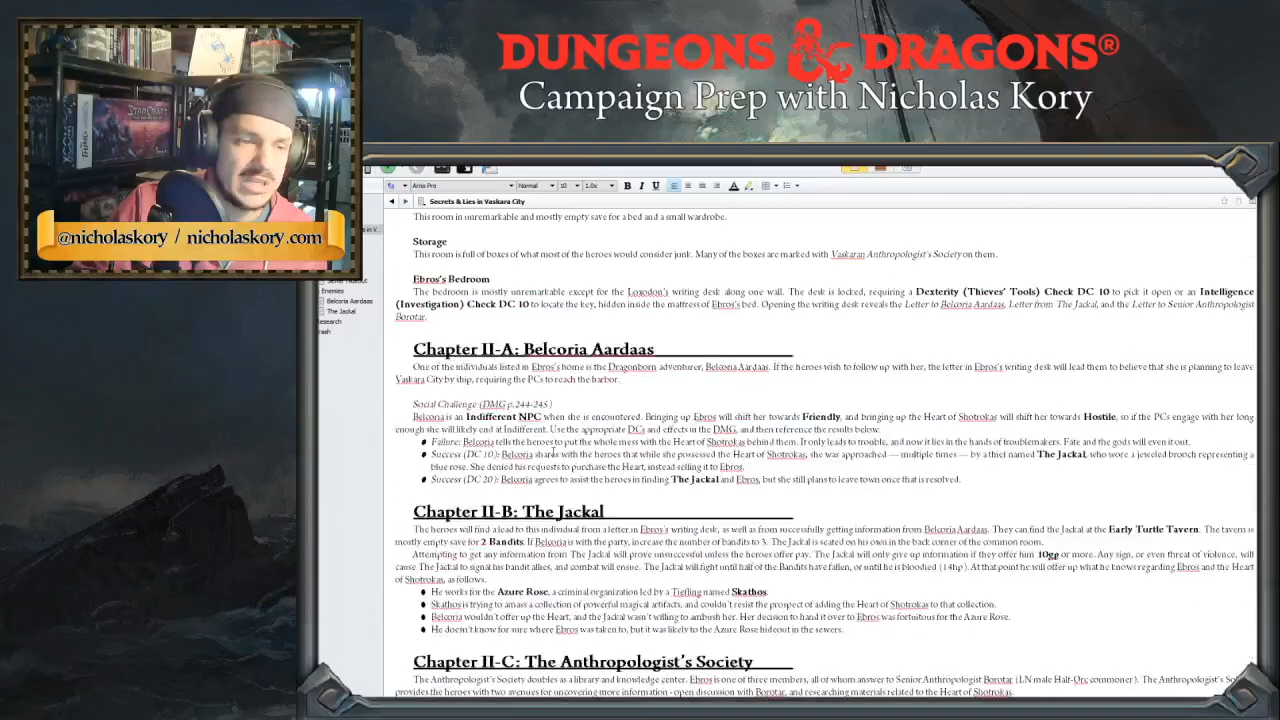 DUNGEONS & DRAGONS®
Campaign Prep with Nicholas Kory
STARCRAFT
XCOM
@nicholaskory / nicholaskory.com
Arno Pro
Normal
10
1.0x
B I U A
Secrets & Lies in Vaskara City
Enemies
Belcoria Aardaas
The Jackal
Research
Trash
This room in unremarkable and mostly empty save for a bed and a small wardrobe.
Storage
This room is full of boxes of what most of the heroes would consider junk. Many of the boxes are marked with Vaskaran Anthropologist's Society on them.
Ebros's Bedroom
The bedroom is mostly unremarkable except for the Loxodon's writing desk along one wall. The desk is locked, requiring a Dexterity (Thieves' Tools) Check DC 10 to pick it open or an Intelligence
(Investigation) Check DC 10 to locate the key, hidden inside the mattress of Ebros's bed. Opening the writing desk reveals the Letter to Belcoria Aardaas, Letter from The Jackal, and the Letter to Senior Anthropologist
Borotar.
Chapter II-A: Belcoria Aardaas
One of the individuals listed in Ebros's home is the Dragonborn adventurer, Belcoria Aardaas. If the heroes wish to follow up with her, the letter in Ebros's writing desk will lead them to believe that she is planning to leave
Vaskara City by ship, requiring the PCs to reach the harbor.
Social Challenge (DMG p.244-245)
Belcoria is an Indifferent NPC when she is encountered. Bringing up Ebros will shift her towards Friendly, and bringing up the Heart of Shotrokas will shift her towards Hostile, so if the PCs engage with her long
enough she will likely end at Indifferent. Use the appropriate DCs and effects in the DMG, and then reference the results below.
● Failure: Belcoria tells the heroes to put the whole mess with the Heart of Shotrokas behind them. It only leads to trouble, and now it lies in the hands of troublemakers. Fate and the gods will even it out.
● Success (DC 10): Belcoria shares with the heroes that while she possessed the Heart of Shotrokas, she was approached — multiple times — by a thief named The Jackal, who wore a jeweled brooch representing a
blue rose. She denied his requests to purchase the Heart, instead selling it to Ebros.
● Success (DC 20): Belcoria agrees to assist the heroes in finding The Jackal and Ebros, but she still plans to leave town once that is resolved.
Chapter II-B: The Jackal
The heroes will find a lead to this individual from a letter in Ebros's writing desk, as well as from successfully getting information from Belcoria Aardaas. They can find the Jackal at the Early Turtle Tavern. The tavern is
mostly empty save for 2 Bandits. If Belcoria is with the party, increase the number of bandits to 3. The Jackal is seated on his own in the back corner of the common room.
Attempting to get any information from The Jackal will prove unsuccessful unless the heroes offer pay. The Jackal will only give up information if they offer him 10gp or more. Any sign, or even threat of violence, will
cause The Jackal to signal his bandit allies, and combat will ensue. The Jackal will fight until half of the Bandits have fallen, or until he is bloodied (14hp). At that point he will offer up what he knows regarding Ebros and the Heart
of Shotrokas, as follows.
● He works for the Azure Rose, a criminal organization led by a Tiefling named Skathos.
● Skathos is trying to amass a collection of powerful magical artifacts, and couldn't resist the prospect of adding the Heart of Shotrokas to that collection.
● Belcoria wouldn't offer up the Heart, and the Jackal wasn't willing to ambush her. Her decision to hand it over to Ebros was fortuitous for the Azure Rose.
● He doesn't know for sure where Ebros was taken to, but it was likely to the Azure Rose hideout in the sewers.
Chapter II-C: The Anthropologist's Society
The Anthropologist's Society doubles as a library and knowledge center. Ebros is one of three members, all of whom answer to Senior Anthropologist Borotar (LN male Half-Orc commoner). The Anthropologist's
provides the heroes with two avenues for uncovering more information - open discussion with Borotar, and researching materials related to the Heart of Shotrokas.